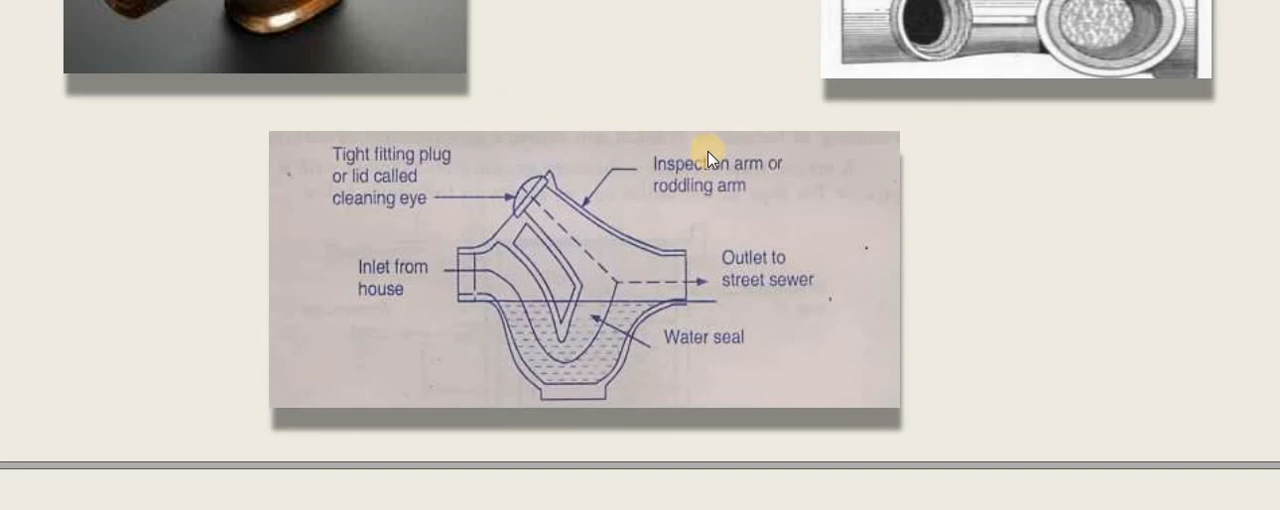 Tight fitting plug
or lid called
cleaning eye
Inspection arm or
roddling arm
Inlet from
house
Outlet to
street sewer
Water seal